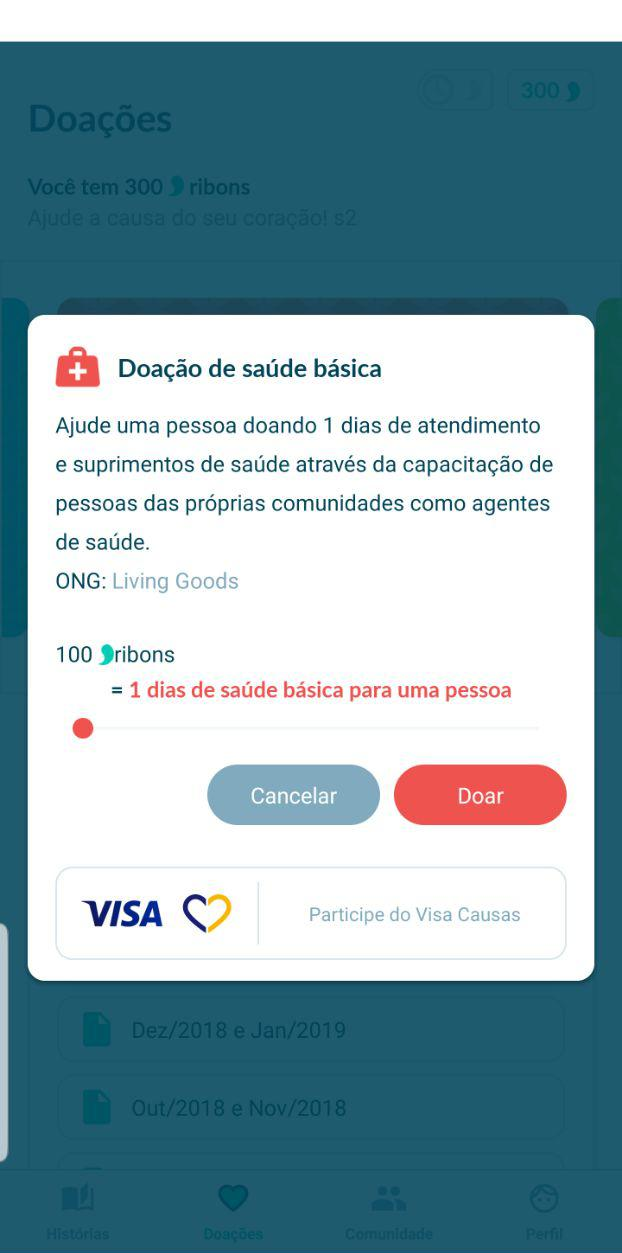 300
Doações
Você tem 300 ribons
Ajude a causa do seu coração! s2
Doação de saúde básica
Ajude uma pessoa doando 1 dias de atendimento
e suprimentos de saúde através da capacitação de
pessoas das próprias comunidades como agentes
de saúde.
ONG: Living Goods
100 ribons
= 1 dias de saúde básica para uma pessoa
Cancelar
Doar
VISA
Participe do Visa Causas
Dez/2018 e Jan/2019
Out/2018 e Nov/2018
Histórias
Doações
Comunidade
Perfil